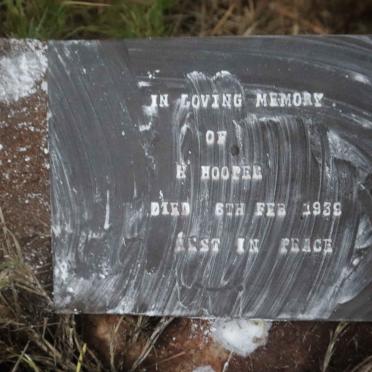 IN LOVING MEMORY
OF
H HOOPER
DIED 6TH FEB 1939
REST IN PEACE